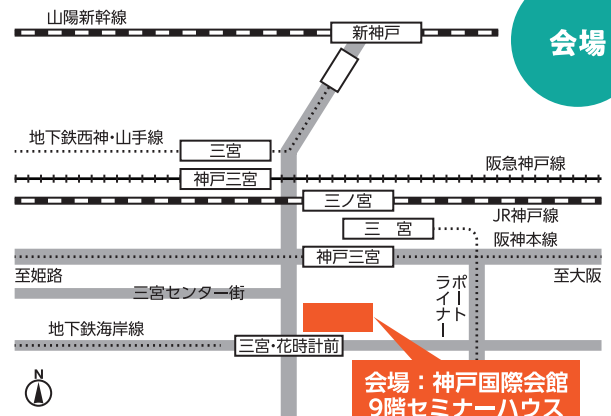 山陽新幹線
新神戸
会場
地下鉄西神・山手線
三宮
阪急神戸線
神戸三宮
三ノ宮
JR神戸線
三 宮
阪神本線
神戸三宮
至姫路
至大阪
三宮センター街
ポート
ライナー
地下鉄海岸線
三宮・花時計前
N
会場：神戸国際会館
9階セミナーハウス